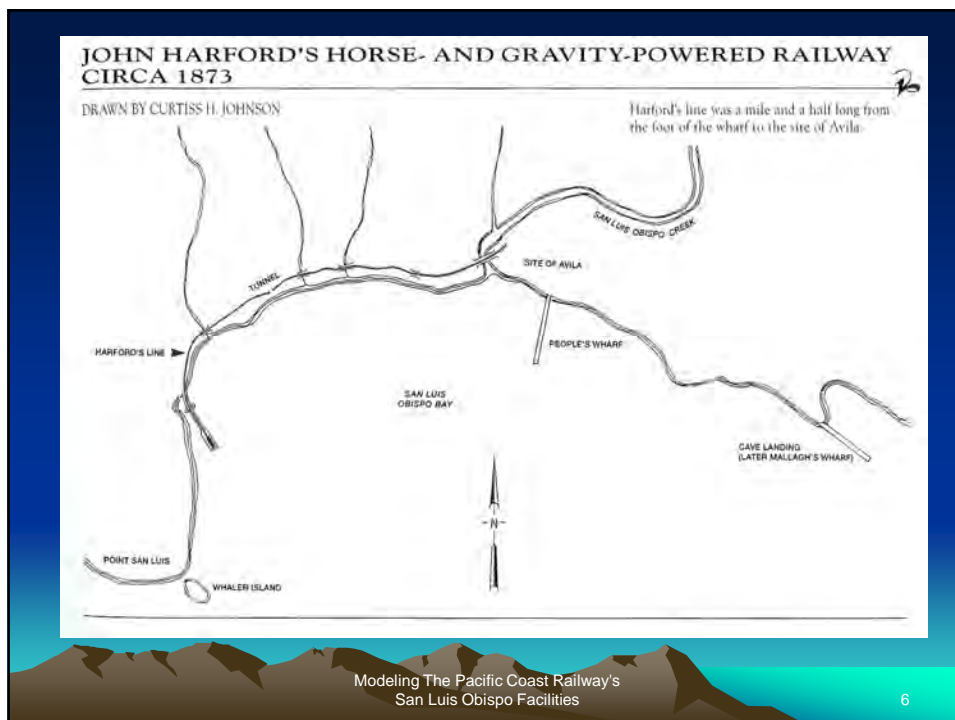 JOHN HARFORD'S HORSE- AND GRAVITY-POWERED RAILWAY
CIRCA 1873
DRAWN BY CURTISS H. JOHNSON
Harford's line was a mile and a half long from
the foot of the wharf to the site of Avila.
SAN LUIS OBISPO CREEK
SITE OF AVILA
TUNNEL
HARFORD'S LINE
PEOPLE'S WHARF
SAN LUIS
OBISPO BAY
CAVE LANDING
(LATER MALLAGH'S WHARF)
-N-
POINT SAN LUIS
WHALER ISLAND
Modeling The Pacific Coast Railway's
San Luis Obispo Facilities
6